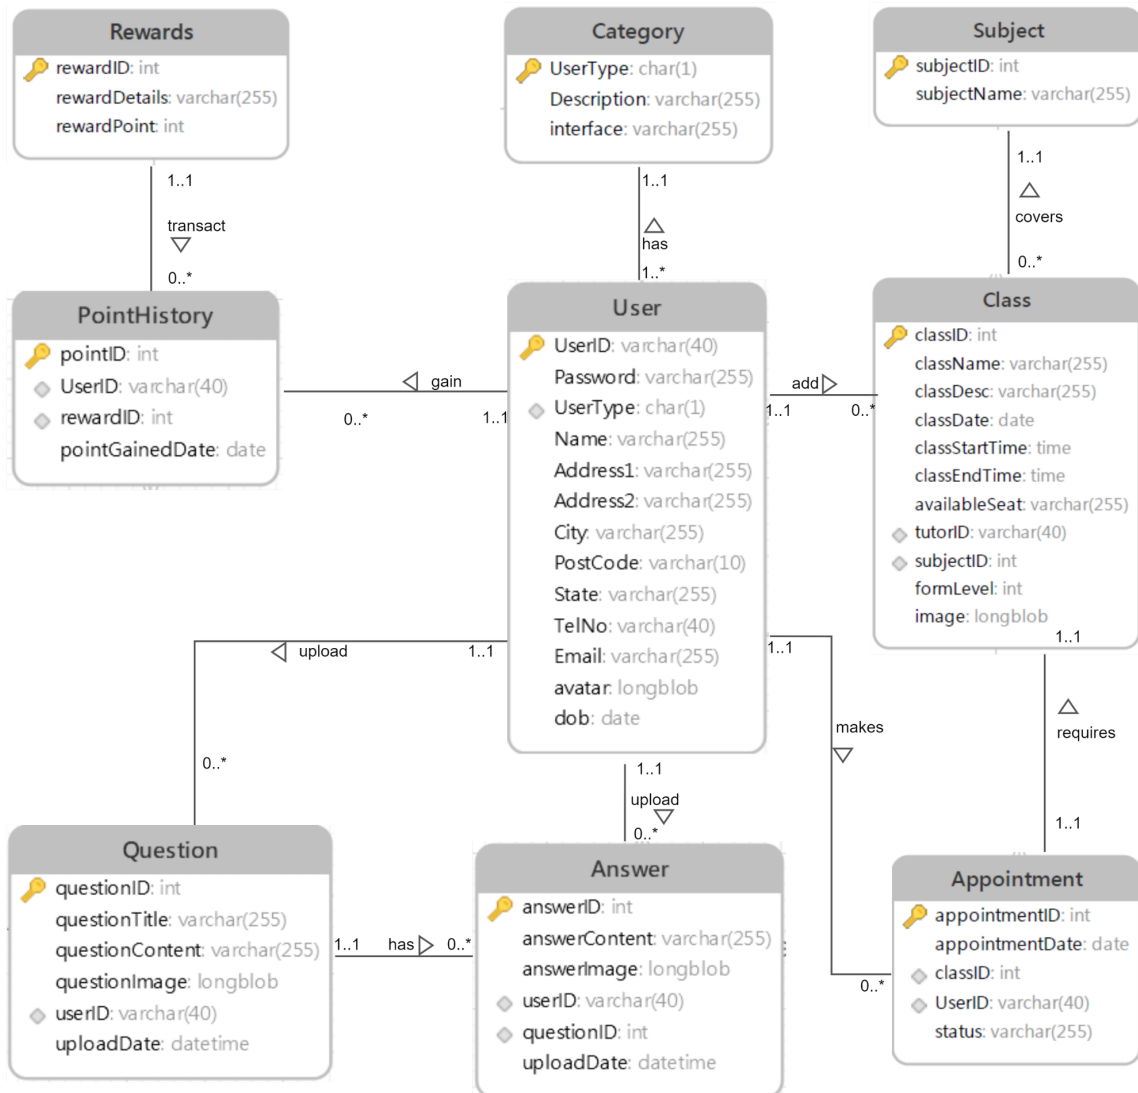 Rewards
rewardID: int
rewardDetails: varchar(255)
rewardPoint: int
Category
UserType: char(1)
Description: varchar(255)
interface: varchar(255)
Subject
subjectID: int
subjectName: varchar(255)
1..1
transact
0..*
1..1
has
1..*
1..1
covers
0..*
PointHistory
pointID: int
UserID: varchar(40)
rewardID: int
pointGainedDate: date
gain
0..*
1..1
User
UserID: varchar(40)
Password: varchar(255)
UserType: char(1)
Name: varchar(255)
Address1: varchar(255)
Address2: varchar(255)
City: varchar(255)
PostCode: varchar(10)
State: varchar(255)
TelNo: varchar(40)
Email: varchar(255)
avatar: longblob
dob: date
add
1..1
0..*
Class
classID: int
className: varchar(255)
classDesc: varchar(255)
classDate: date
classStartTime: time
classEndTime: time
availableSeat: varchar(255)
tutorID: varchar(40)
subjectID: int
formLevel: int
image: longblob
upload
1..1
0..*
1..1
upload
0..*
1..1
makes
0..*
1..1
requires
1..1
Question
questionID: int
questionTitle: varchar(255)
questionContent: varchar(255)
questionImage: longblob
userID: varchar(40)
uploadDate: datetime
1..1
has
0..*
Answer
answerID: int
answerContent: varchar(255)
answerImage: longblob
userID: varchar(40)
questionID: int
uploadDate: datetime
Appointment
appointmentID: int
appointmentDate: date
classID: int
UserID: varchar(40)
status: varchar(255)